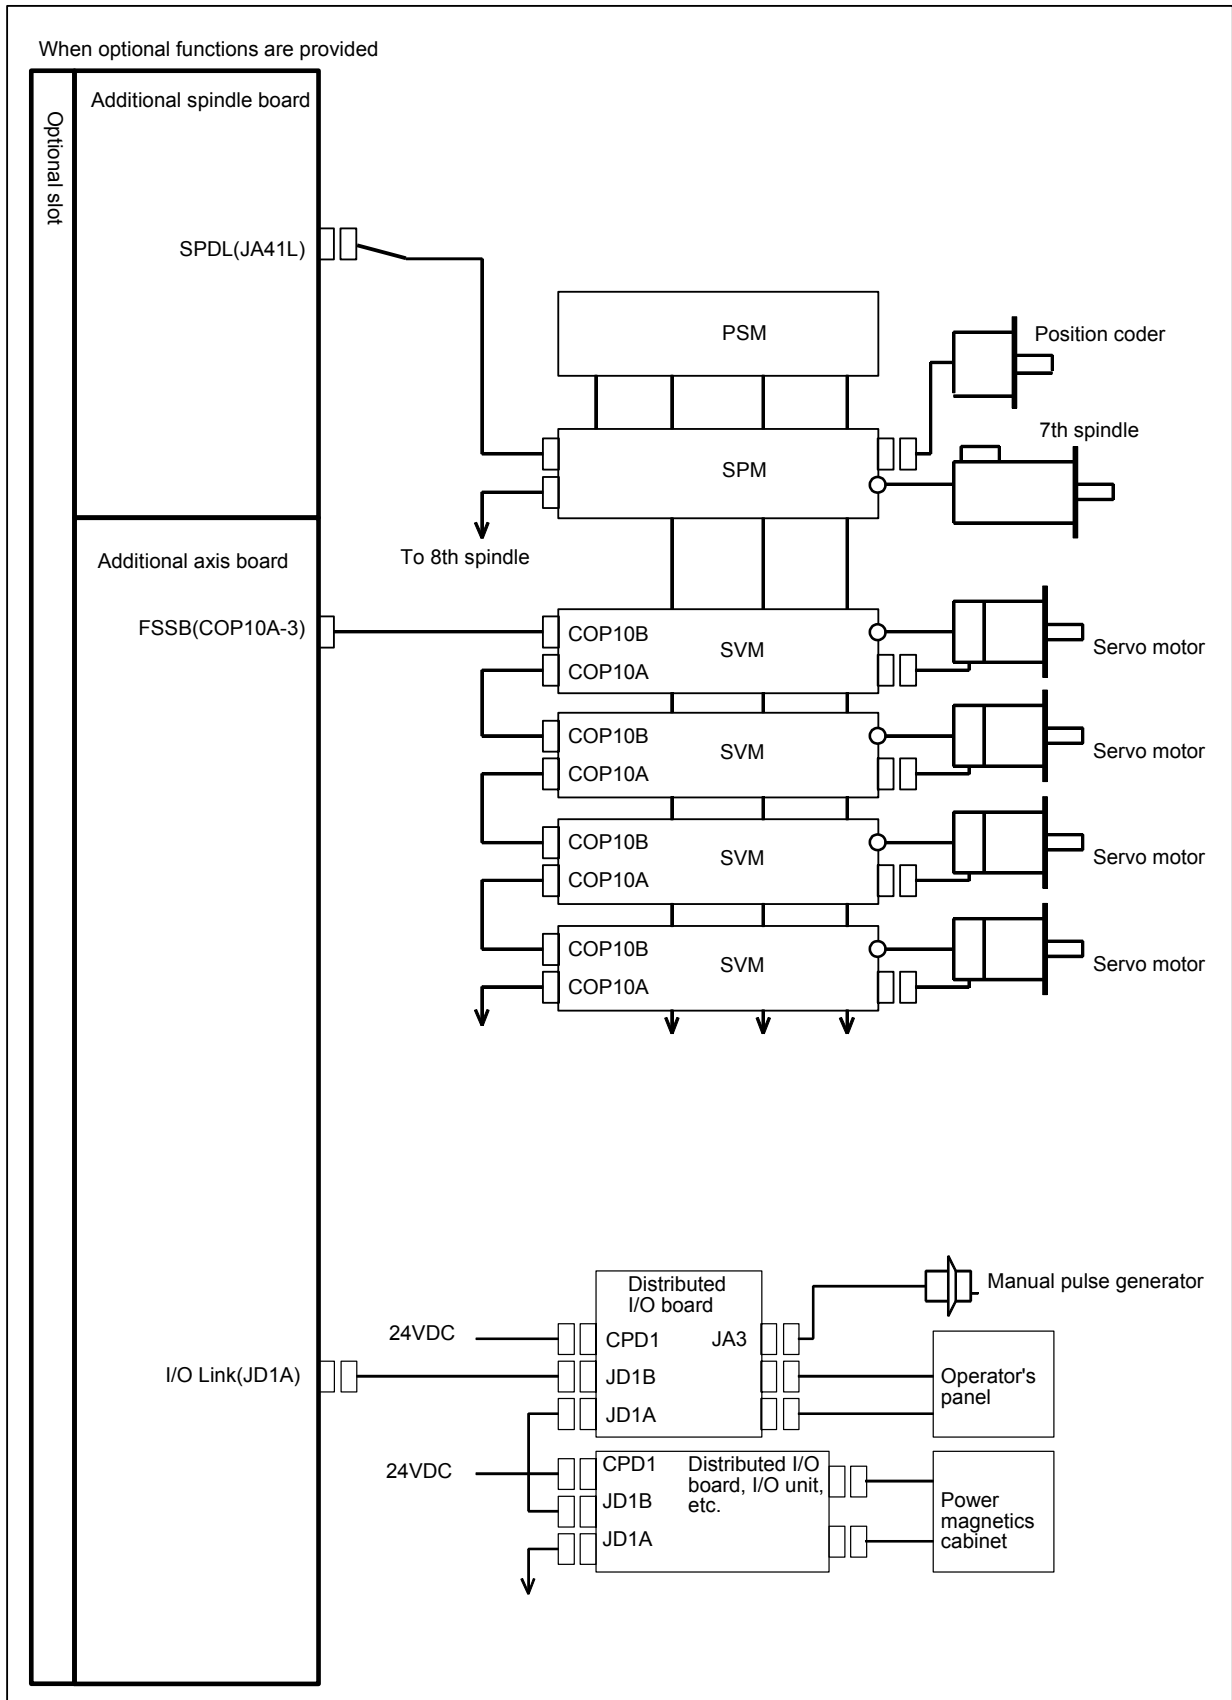 When optional functions are provided
Optional slot
Additional spindle board
SPDL(JA41L)
PSM
Position coder
SPM
7th spindle
To 8th spindle
Additional axis board
FSSB(COP10A-3)
COP10B
SVM
COP10A
Servo motor
COP10B
SVM
COP10A
Servo motor
COP10B
SVM
COP10A
Servo motor
COP10B
SVM
COP10A
Servo motor
Distributed
I/O board
Manual pulse generator
24VDC
CPD1
JA3
I/O Link(JD1A)
JD1B
JD1A
Operator's
panel
24VDC
CPD1
JD1B
JD1A
Distributed I/O
board, I/O unit,
etc.
Power
magnetics
cabinet